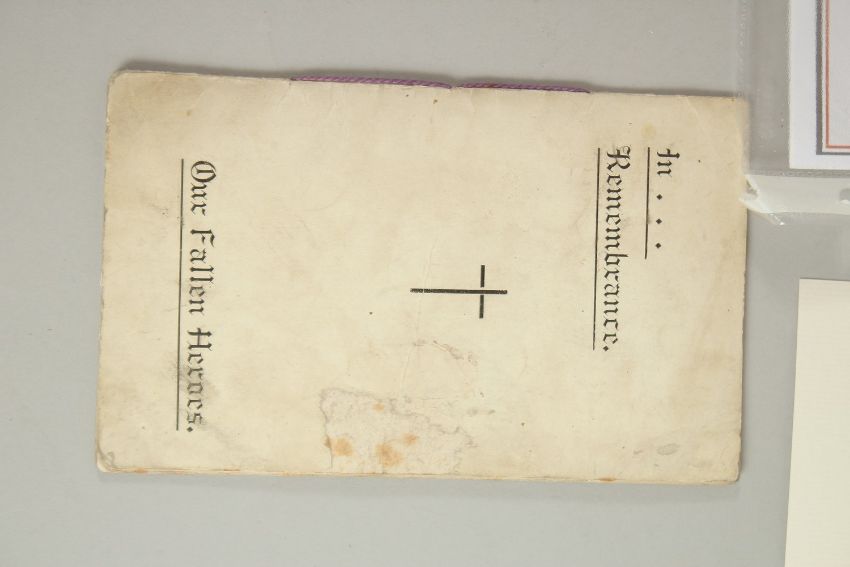 In . . .
Remembrance.
Our Fallen Heroes.